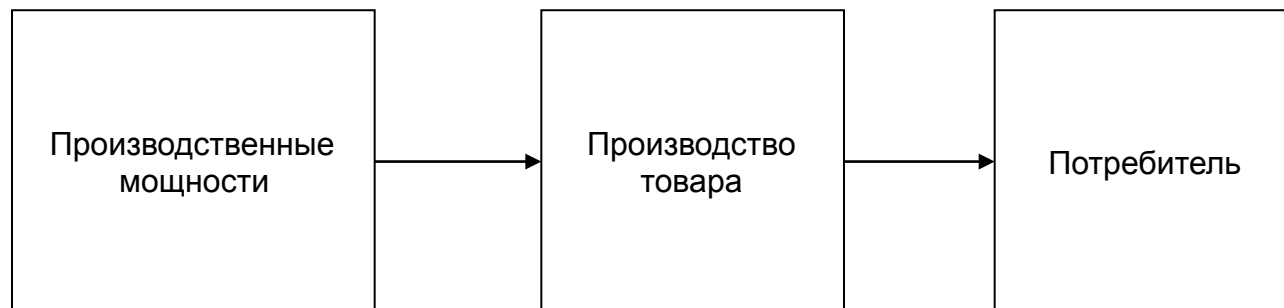 Производственные
мощности
Производство
товара
Потребитель